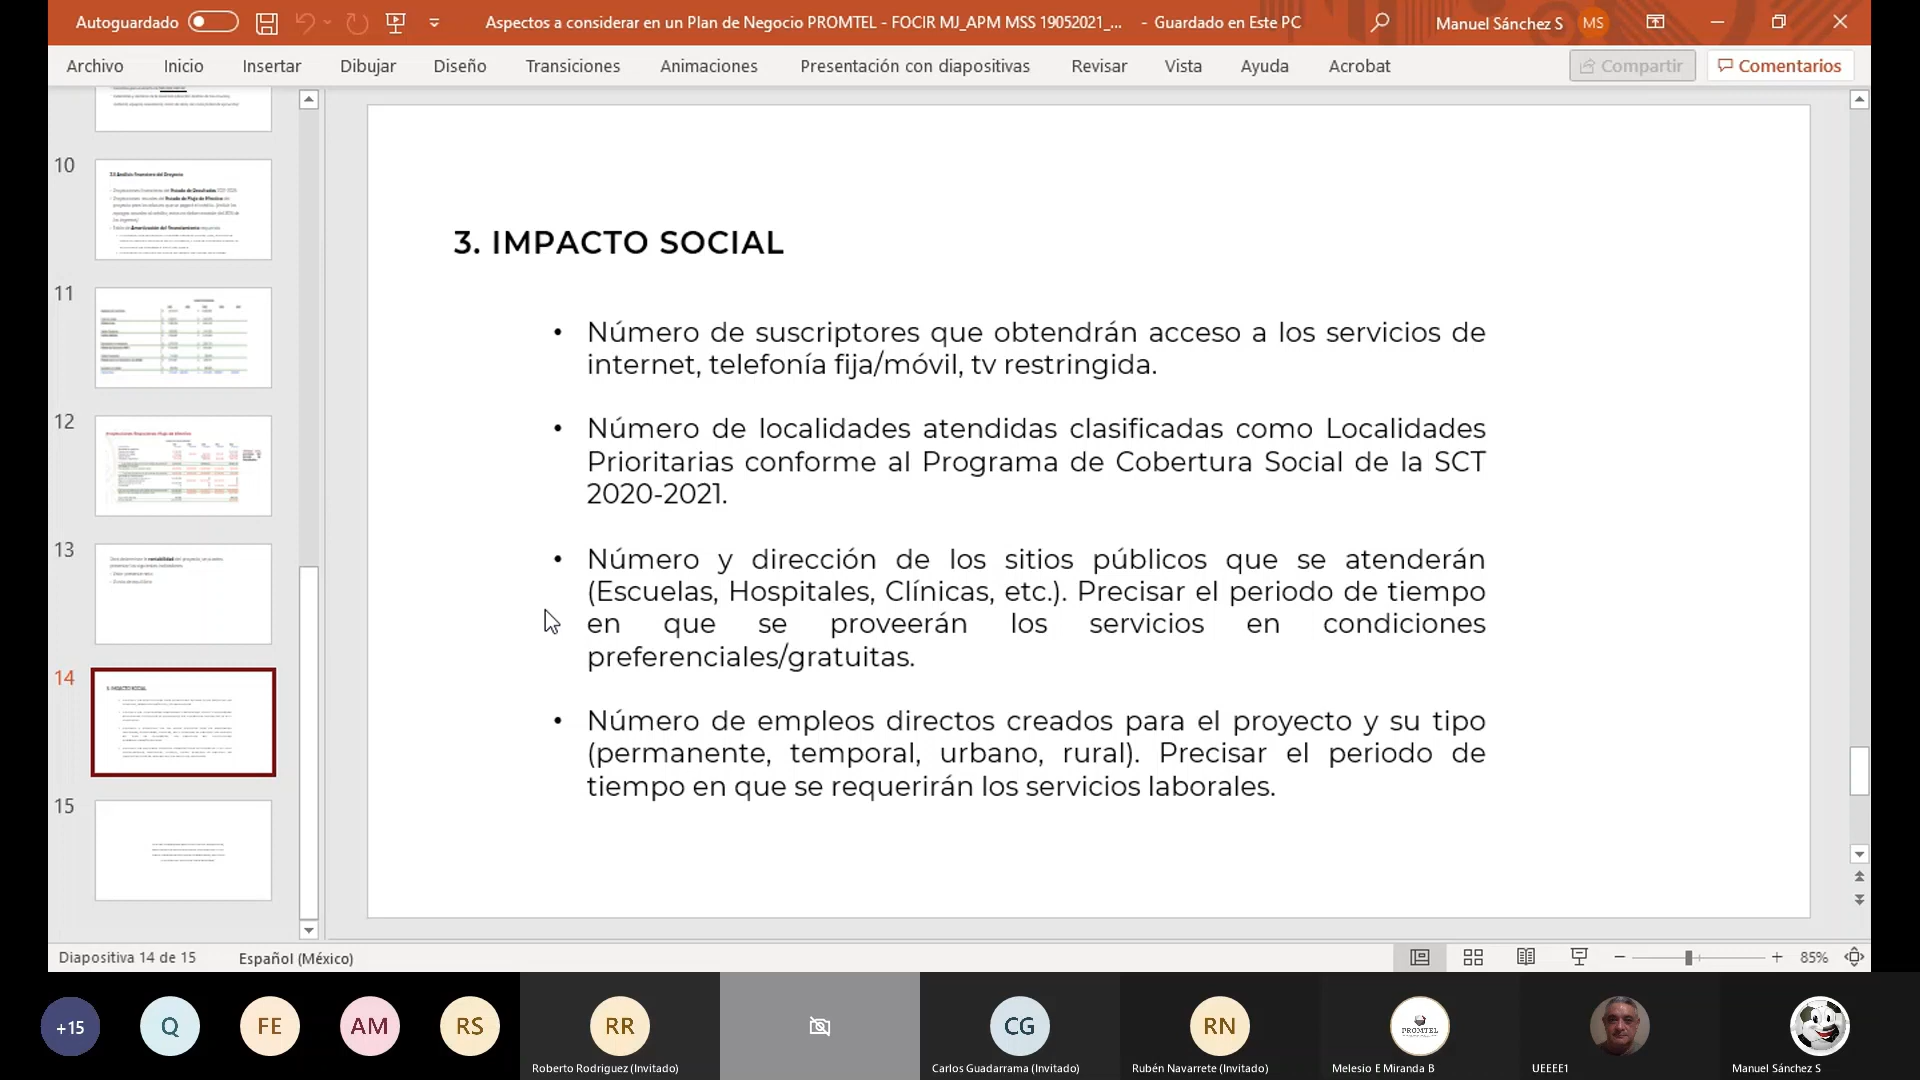 Autoguardado
Aspectos a considerar en un Plan de Negocio PROMTEL - FOCIR MJ_APM MSS 19052021_... - Guardado en Este PC
Manuel Sánchez S
MS
Archivo Inicio Insertar Dibujar Diseño Transiciones Animaciones Presentación con diapositivas Revisar Vista Ayuda Acrobat
Compartir
Comentarios
10
11
12
13
14
15
3. IMPACTO SOCIAL
• Número de suscriptores que obtendrán acceso a los servicios de
internet, telefonía fija/móvil, tv restringida.
• Número de localidades atendidas clasificadas como Localidades
Prioritarias conforme al Programa de Cobertura Social de la SCT
2020-2021.
• Número y dirección de los sitios públicos que se atenderán
(Escuelas, Hospitales, Clínicas, etc.). Precisar el periodo de tiempo
en que se proveerán los servicios en condiciones
preferenciales/gratuitas.
• Número de empleos directos creados para el proyecto y su tipo
(permanente, temporal, urbano, rural). Precisar el periodo de
tiempo en que se requerirán los servicios laborales.
Diapositiva 14 de 15
Español (México)
85%
+15
Q
FE
AM
RS
RR
CG
RN
PROMTEL
Roberto Rodriguez (Invitado)
Carlos Guadarrama (Invitado)
Rubén Navarrete (Invitado)
Melesio E Miranda B
UEEEE1
Manuel Sánchez S